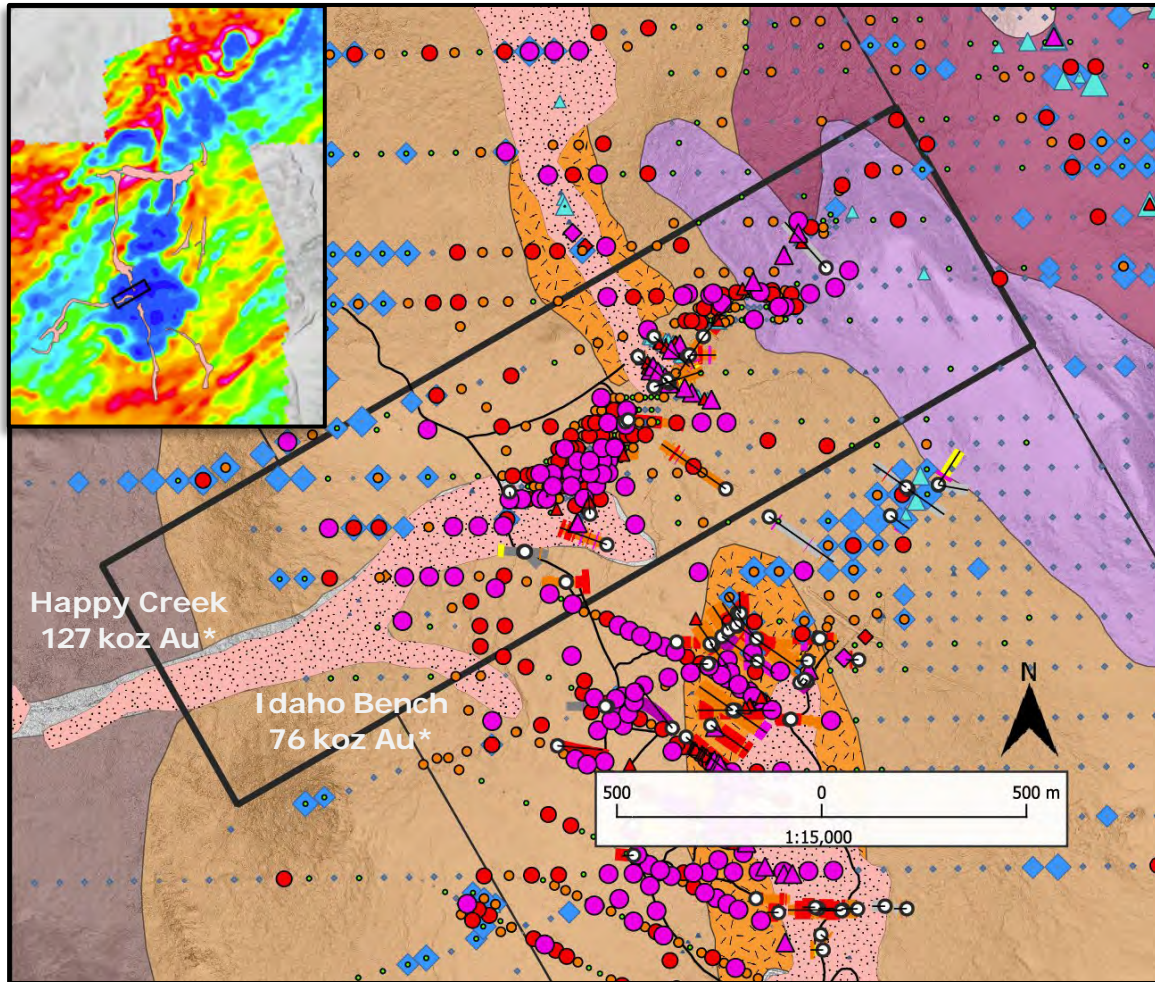 Happy Creek
127 koz Au*
Idaho Bench
76 koz Au*
N
500 0 500 m
1:15,000